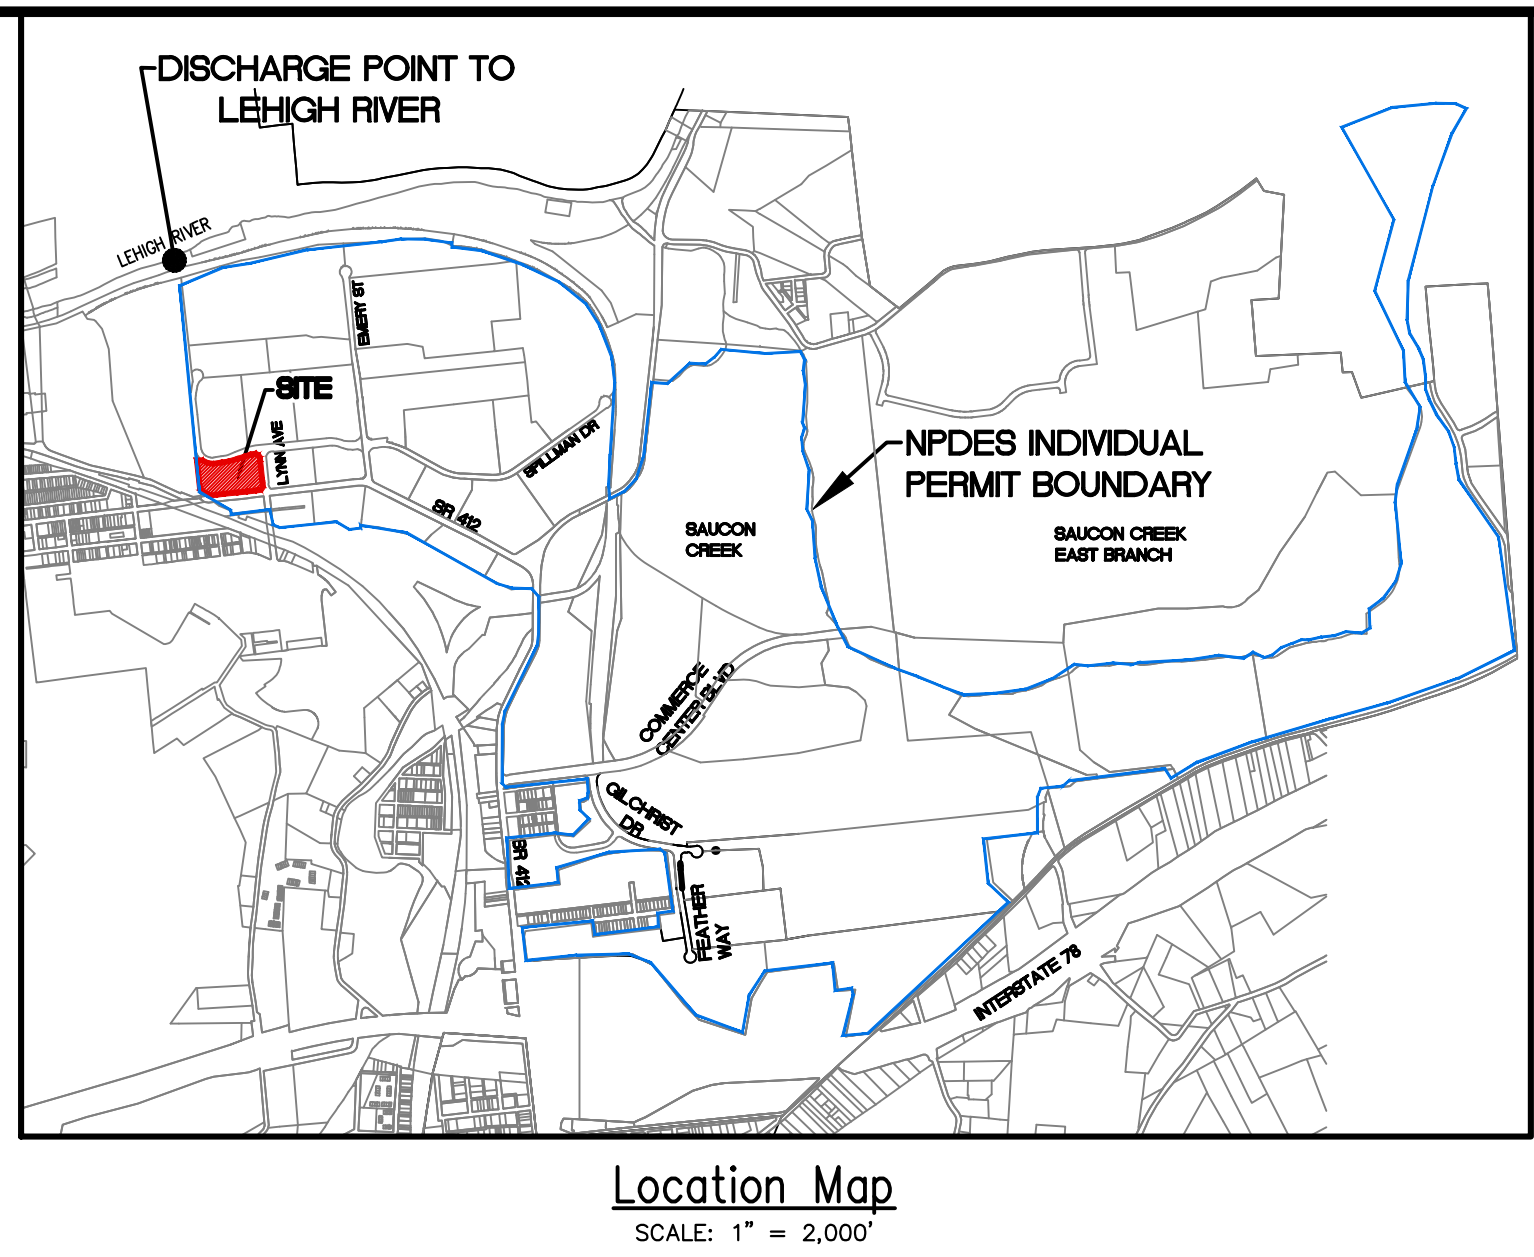 DISCHARGE POINT TO
LEHIGH RIVER
LEHIGH RIVER
EMERY ST
SITE
LYNN AVE
SPILLMAN DR
SR 412
NPDES INDIVIDUAL
PERMIT BOUNDARY
SAUCON
CREEK
SAUCON CREEK
EAST BRANCH
COMMERCE
CENTER BLVD
GILCHRIST
DR
SR 412
FEATHER
WAY
INTERSTATE 78
Location Map
SCALE: 1" = 2,000'